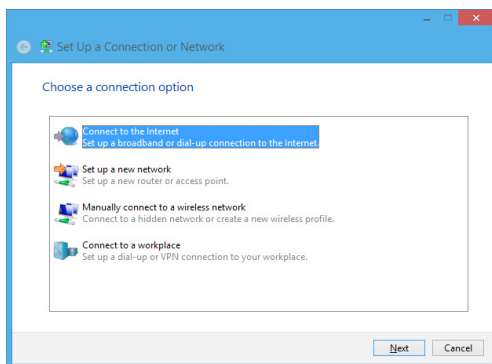 Set Up a Connection or Network
Choose a connection option
Connect to the Internet
Set up a broadband or dial-up connection to the Internet.
Set up a new network
Set up a new router or access point.
Manually connect to a wireless network
Connect to a hidden network or create a new wireless profile.
Connect to a workplace
Set up a dial-up or VPN connection to your workplace.
Next Cancel